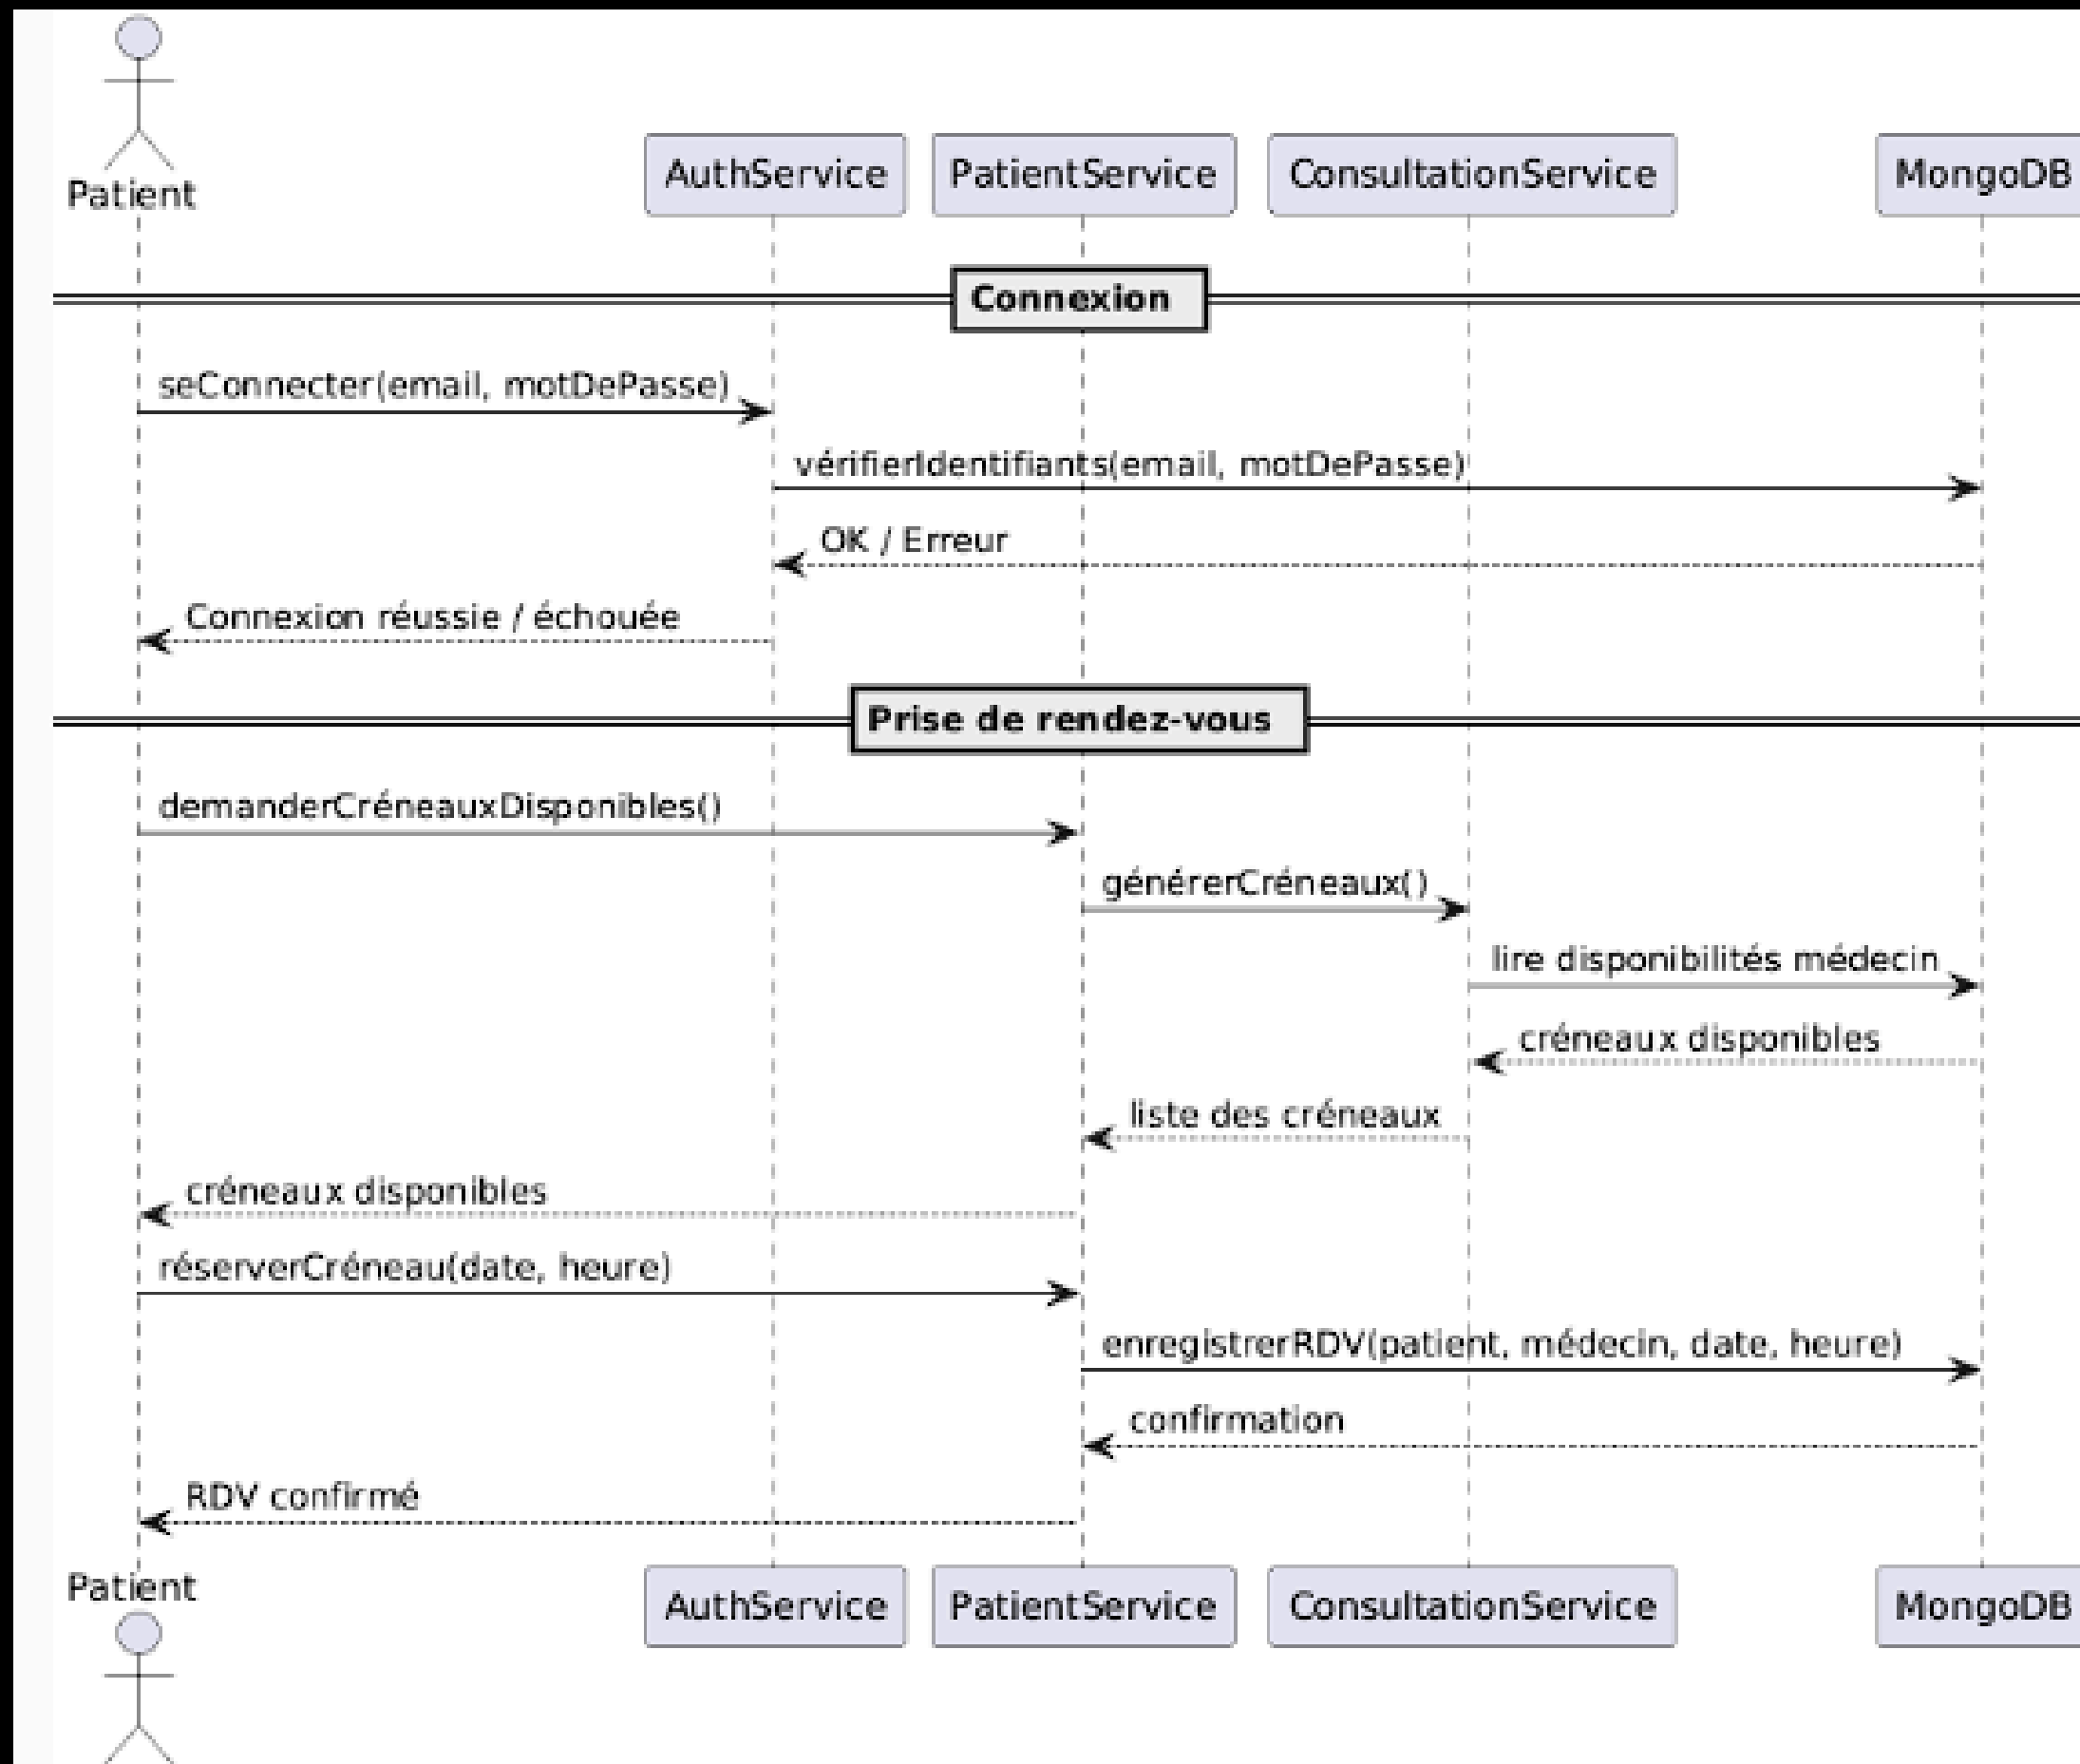 Patient
AuthService
PatientService
ConsultationService
MongoDB
Connexion
seConnecter(email, motDePasse)
vérifierIdentifiants(email, motDePasse)
OK / Erreur
Connexion réussie / échouée
Prise de rendez-vous
demanderCréneauxDisponibles()
générerCréneaux()
lire disponibilités médecin
créneaux disponibles
liste des créneaux
créneaux disponibles
réserverCréneau(date, heure)
enregistrerRDV(patient, médecin, date, heure)
confirmation
RDV confirmé
Patient
AuthService
PatientService
ConsultationService
MongoDB